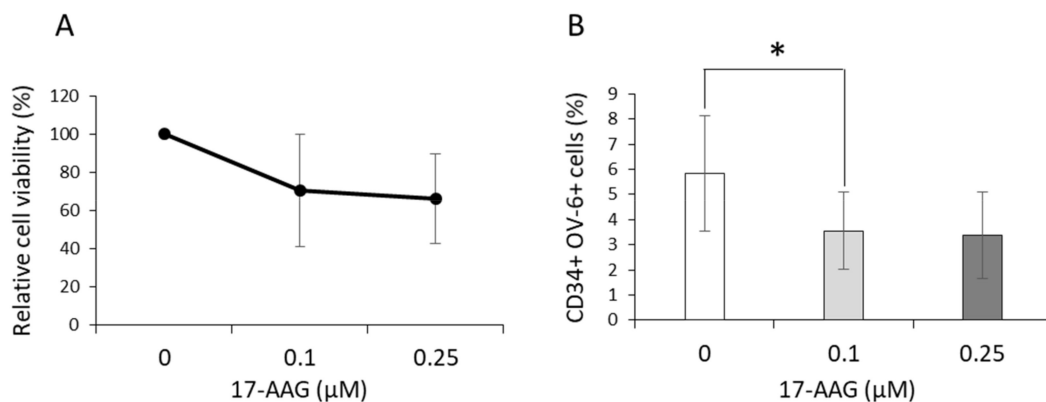 A
Relative cell viability (%)
120
100
80
60
40
20
0
0 0.1 0.25
17-AAG (μM)
B
*
CD34+ OV-6+ cells (%)
9
8
7
6
5
4
3
2
1
0
0 0.1 0.25
17-AAG (μM)